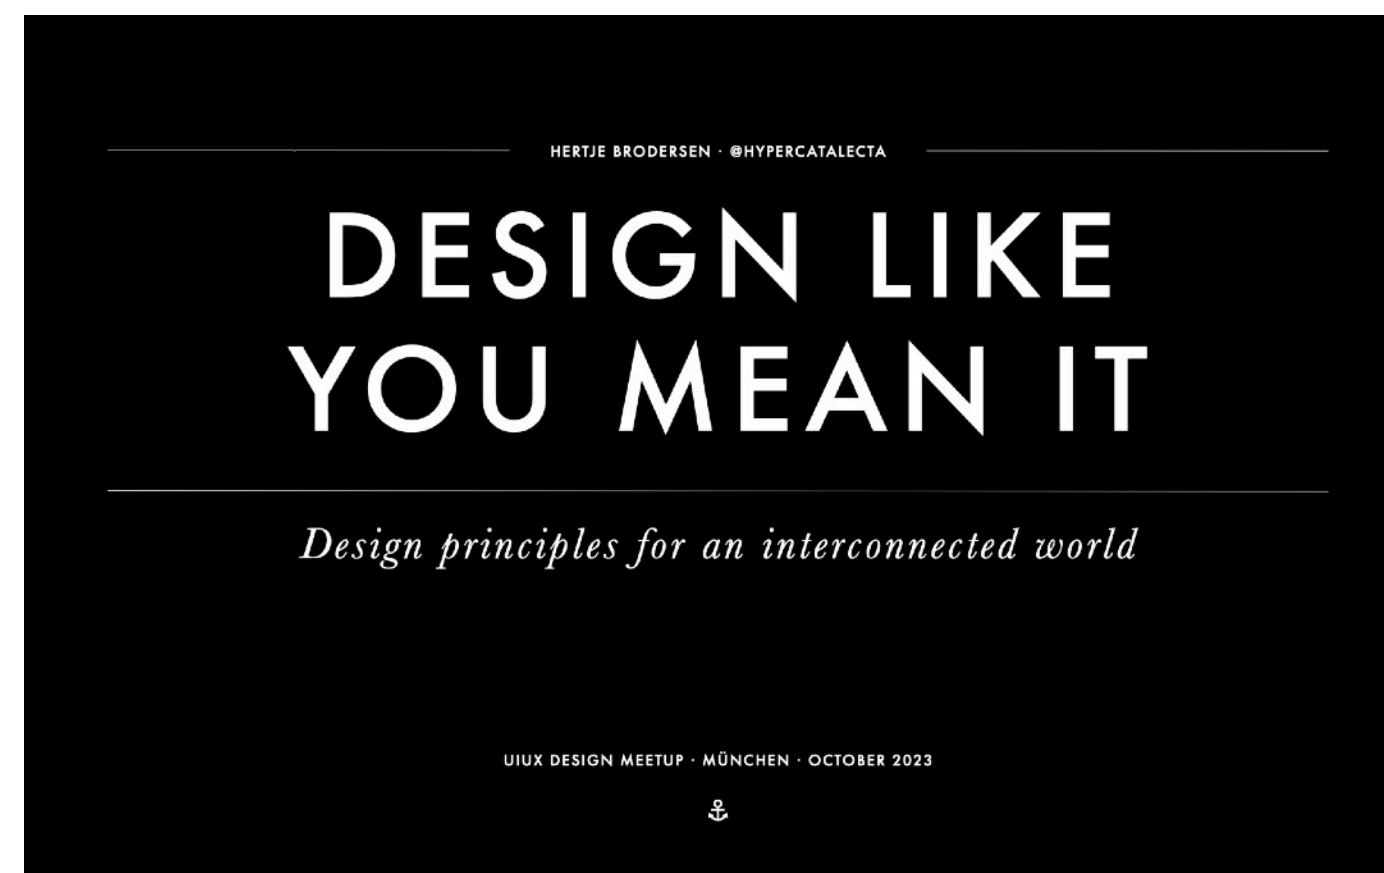 HERTJE BRODERSEN · @HYPERCATALECTA
DESIGN LIKE
YOU MEAN IT
Design principles for an interconnected world
UIUX DESIGN MEETUP · MÜNCHEN · OCTOBER 2023